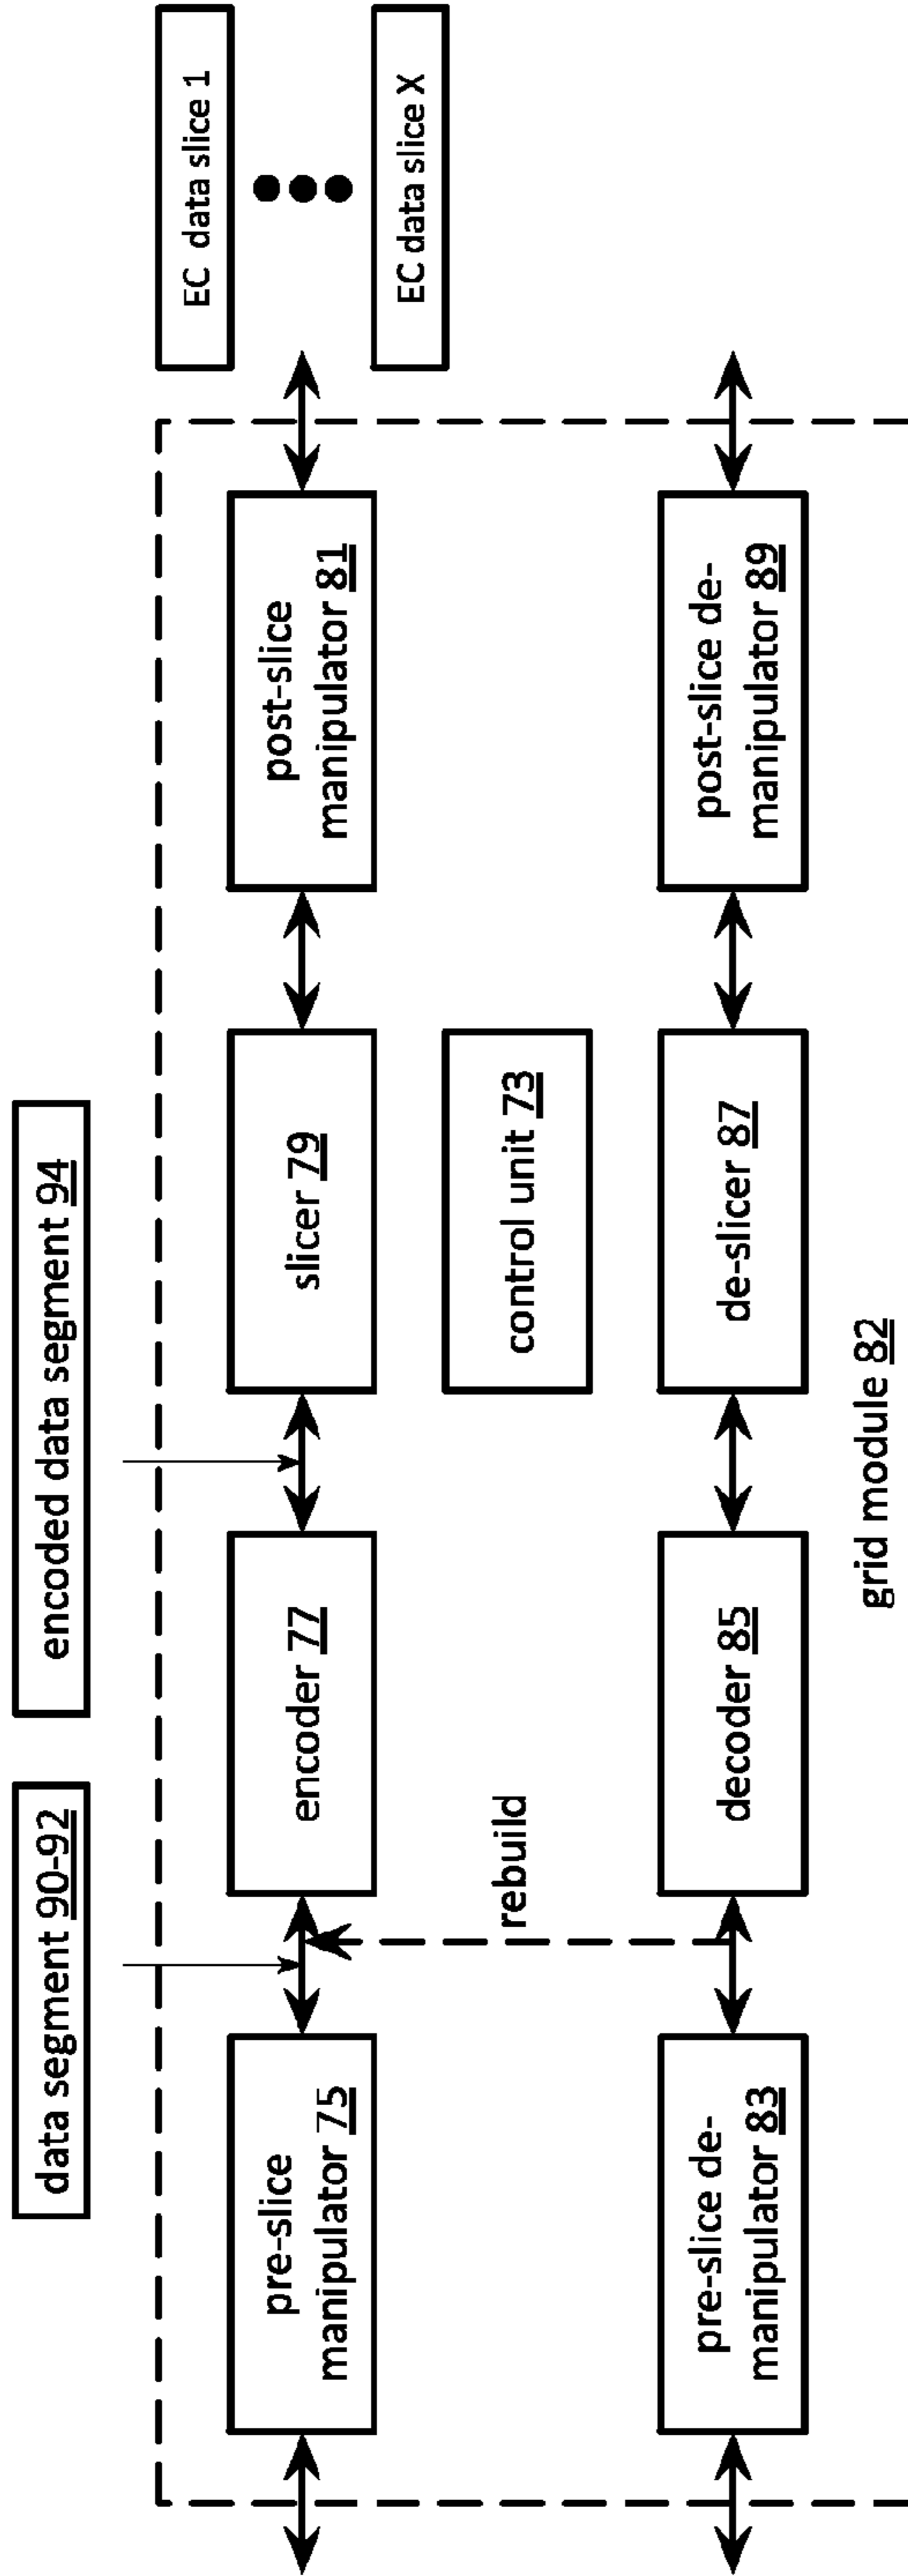 data segment 90-92
encoded data segment 94
EC data slice 1
EC data slice X
pre-slice
manipulator 75
encoder 77
slicer 79
post-slice
manipulator 81
rebuild
control unit 73
pre-slice de-
manipulator 83
decoder 85
de-slicer 87
post-slice de-
manipulator 89
grid module 82